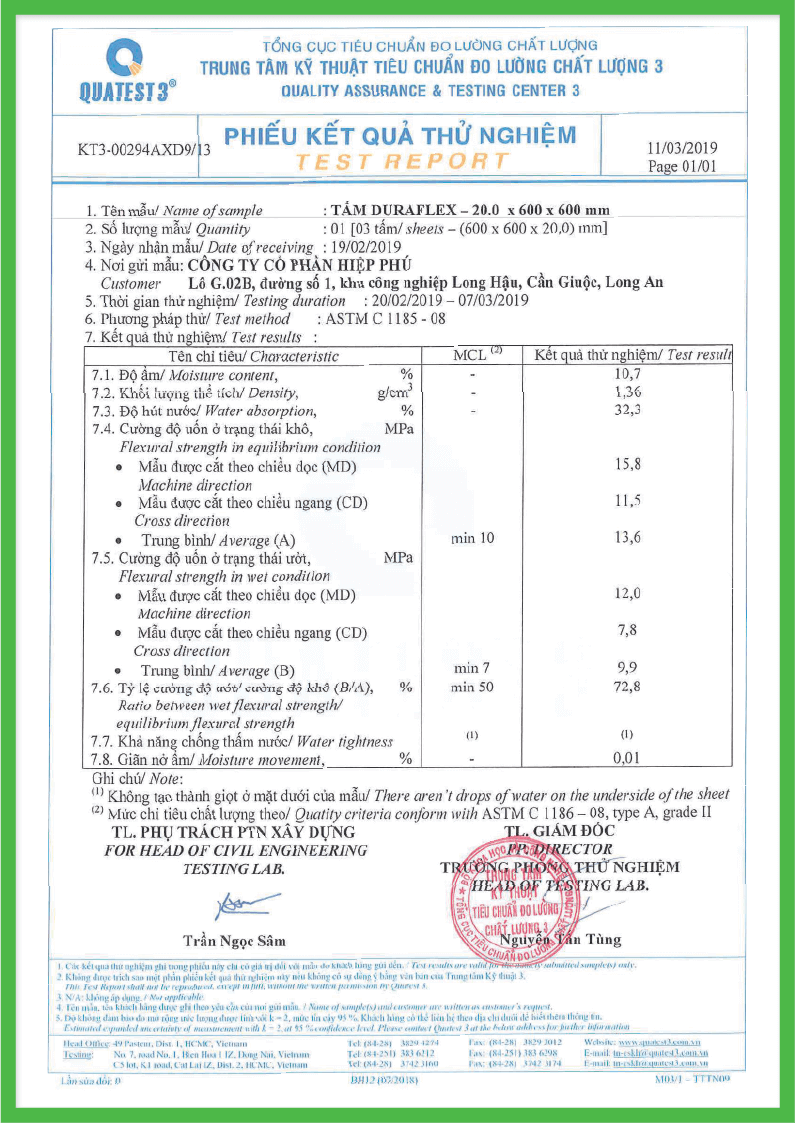 TỔNG CỤC TIÊU CHUẨN ĐO LƯỜNG CHẤT LƯỢNG
TRUNG TÂM KỸ THUẬT TIÊU CHUẨN ĐO LƯỜNG CHẤT LƯỢNG 3
QUALITY ASSURANCE & TESTING CENTER 3
QUATEST 3®
KT3-00294AXD9/13
PHIẾU KẾT QUẢ THỬ NGHIỆM
TEST REPORT
11/03/2019
Page 01/01
1. Tên mẫu/ Name of sample : TẤM DURAFLEX – 20.0 x 600 x 600 mm
2. Số lượng mẫu/ Quantity : 01 [03 tấm/ sheets – (600 x 600 x 20,0) mm]
3. Ngày nhận mẫu/ Date of receiving : 19/02/2019
4. Nơi gửi mẫu: CÔNG TY CỔ PHẦN HIỆP PHÚ
Customer Lô G.02B, đường số 1, khu công nghiệp Long Hậu, Cần Giuộc, Long An
5. Thời gian thử nghiệm/ Testing duration : 20/02/2019 – 07/03/2019
6. Phương pháp thử/ Test method : ASTM C 1185 - 08
7. Kết quả thử nghiệm/ Test results :
Tên chỉ tiêu/ Characteristic MCL (2) Kết quả thử nghiệm/ Test result
7.1. Độ ẩm/ Moisture content, % - 10,7
7.2. Khối lượng thể tích/ Density, g/cm3 - 1,36
7.3. Độ hút nước/ Water absorption, % - 32,3
7.4. Cường độ uốn ở trạng thái khô, MPa
Flexural strength in equilibrium condition
• Mẫu được cắt theo chiều dọc (MD) 15,8
Machine direction
• Mẫu được cắt theo chiều ngang (CD) 11,5
Cross direction
• Trung bình/ Average (A) min 10 13,6
7.5. Cường độ uốn ở trạng thái ướt, MPa
Flexural strength in wet condition
• Mẫu được cắt theo chiều dọc (MD) 12,0
Machine direction
• Mẫu được cắt theo chiều ngang (CD) 7,8
Cross direction
• Trung bình/ Average (B) min 7 9,9
7.6. Tỷ lệ cường độ ướt/ cường độ khô (B/A), % min 50 72,8
Ratio between wet flexural strength/
equilibrium flexural strength
7.7. Khả năng chống thấm nước/ Water tightness (1) (1)
7.8. Giãn nở ẩm/ Moisture movement, % - 0,01
Ghi chú/ Note:
(1) Không tạo thành giọt ở mặt dưới của mẫu/ There aren't drops of water on the underside of the sheet
(2) Mức chỉ tiêu chất lượng theo/ Quatity criteria conform with ASTM C 1186 – 08, type A, grade II
TL. PHỤ TRÁCH PTN XÂY DỰNG
FOR HEAD OF CIVIL ENGINEERING
TESTING LAB.
Trần Ngọc Sâm
TL. GIÁM ĐỐC
PP. DIRECTOR
TRƯỞNG PHÒNG THỬ NGHIỆM
HEAD OF TESTING LAB.
TRUNG TÂM
KỸ THUẬT
TIÊU CHUẨN ĐO LƯỜNG
CHẤT LƯỢNG 3
Nguyễn Tấn Tùng
1. Các kết quả thử nghiệm ghi trong phiếu này chỉ có giá trị đối với mẫu do khách hàng gửi đến. / Test results are valid for the namely submitted sample(s) only.
2. Không được trích sao một phần phiếu kết quả thử nghiệm này nếu không có sự đồng ý bằng văn bản của Trung tâm Kỹ thuật 3.
This Test Report shall not be reproduced, except in full, without the written permission by Quatest 3.
3. N/A: không áp dụng. / Not applicable.
4. Tên mẫu, tên khách hàng được ghi theo yêu cầu của nơi gửi mẫu. / Name of sample(s) and customer are written as customer's request.
5. Độ không đảm bảo đo mở rộng ước lượng được tính với k = 2, mức tin cậy 95 %. Khách hàng có thể liên hệ theo địa chỉ dưới để biết thêm thông tin.
Estimated expanded uncertainty of measurement with k = 2, at 95 % confidence level. Please contact Quatest 3 at the below address for further information
Head Office: 49 Pasteur, Dist. 1, HCMC, Vietnam Tel: (84-28) 3829 4274 Fax: (84-28) 3829 3012 Website: www.quatest3.com.vn
Testing: No. 7, road No. 1, Bien Hoa 1 IZ, Dong Nai, Vietnam Tel: (84-251) 383 6212 Fax: (84-251) 383 6298 E-mail: tn-cskh@quatest3.com.vn
C5 lot, K1 road, Cat Lai IZ, Dist. 2, HCMC, Vietnam Tel: (84-28) 3742 3160 Fax: (84-28) 3742 3174 E-mail: tn-cskh@quatest3.com.vn
Lần sửa đổi: 0 BH12 (07/2018) M03/1 – TTTN09